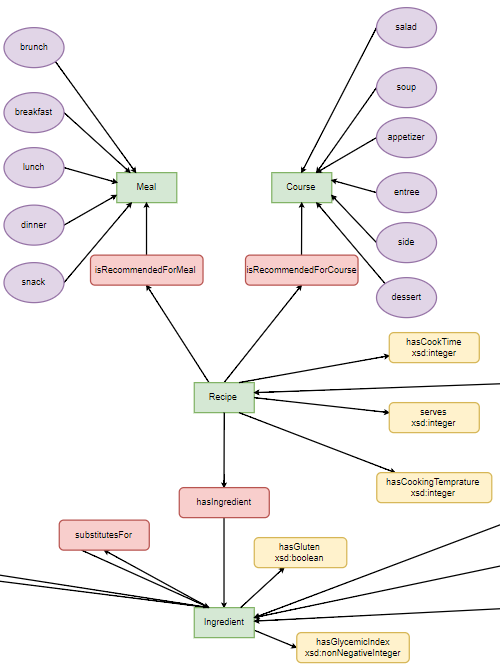 salad
brunch
soup
breakfast
appetizer
lunch
Meal
Course
entree
dinner
side
snack
isRecommendedForMeal
isRecommendedForCourse
dessert
hasCookTime
xsd:integer
Recipe
serves
xsd:integer
hasCookingTemprature
xsd:integer
hasIngredient
substitutesFor
hasGluten
xsd:boolean
Ingredient
hasGlycemicIndex
xsd:nonNegativeInteger